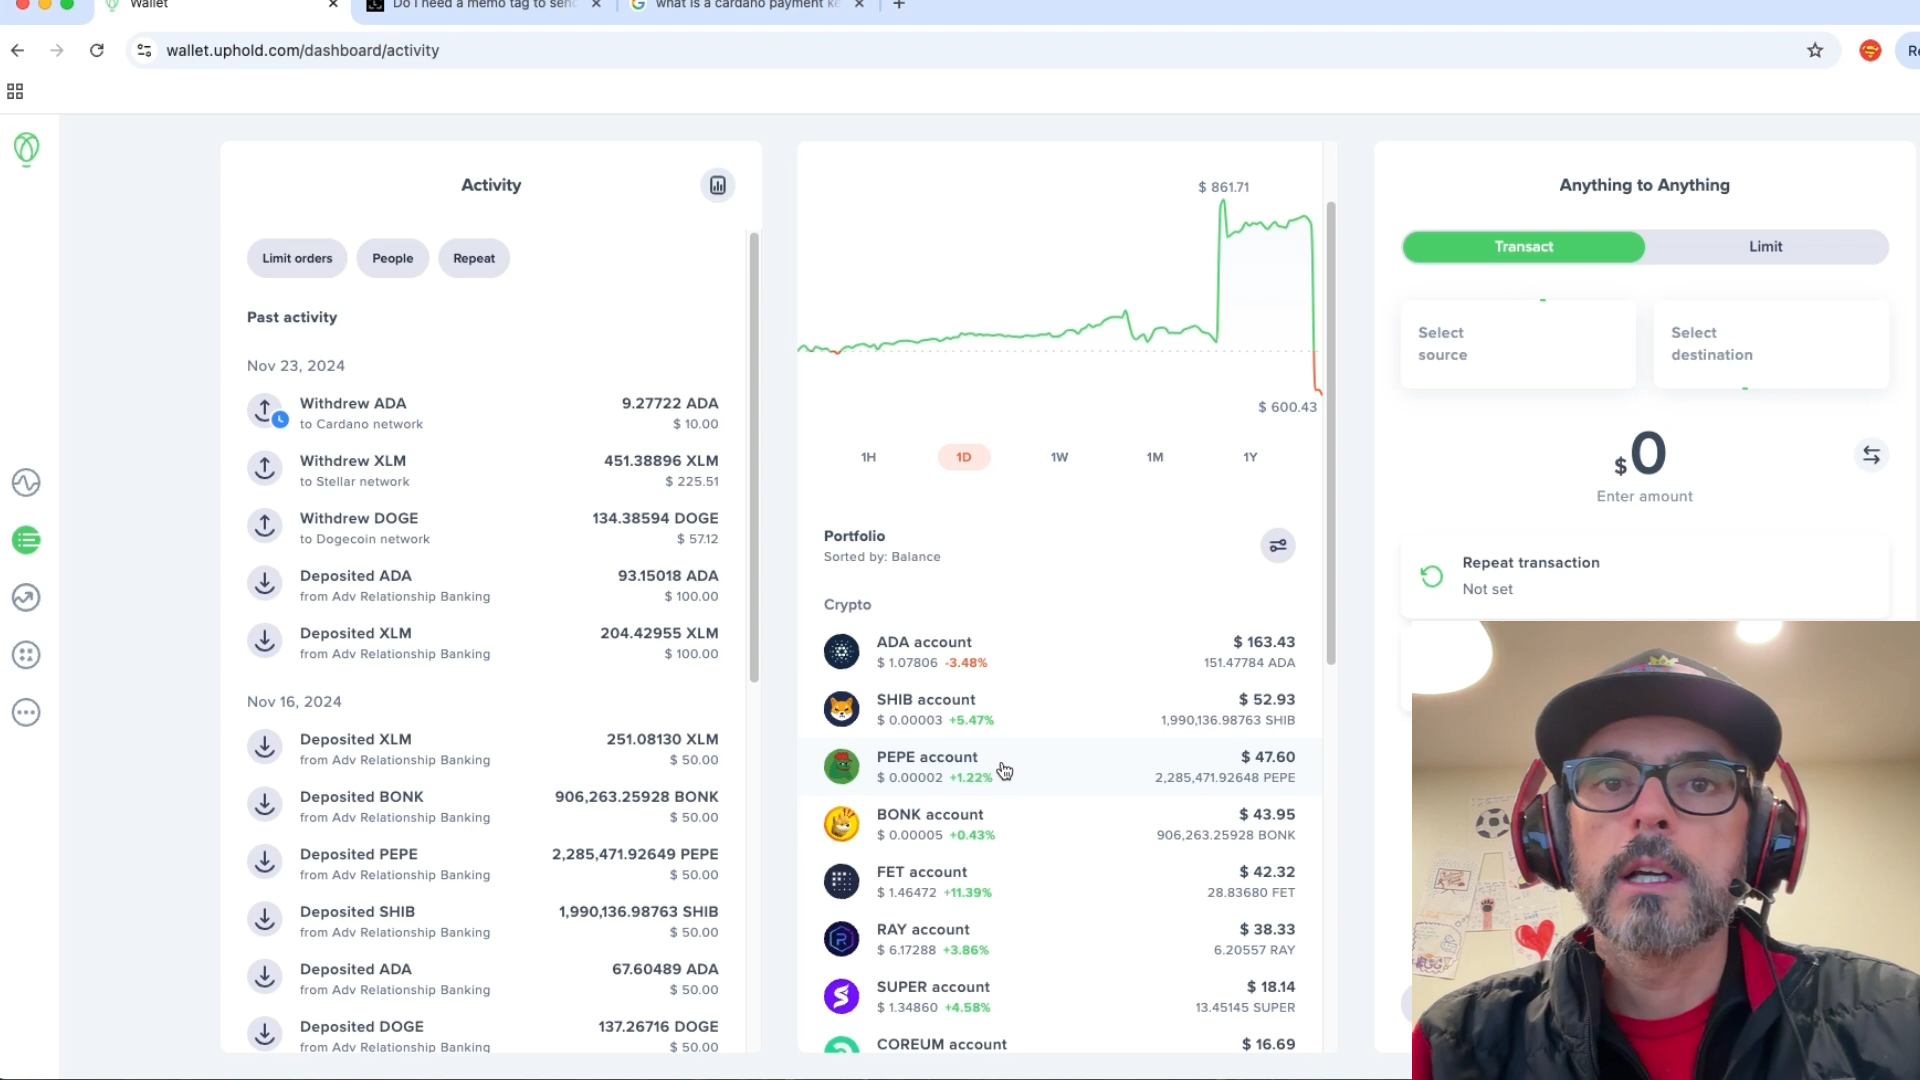 Wallet
Do I need a memo tag to send
what is a cardano payment ke
wallet.uphold.com/dashboard/activity
Re
Activity
Limit orders
People
Repeat
Past activity
Nov 23, 2024
Withdrew ADA 9.27722 ADA
to Cardano network $ 10.00
Withdrew XLM 451.38896 XLM
to Stellar network $ 225.51
Withdrew DOGE 134.38594 DOGE
to Dogecoin network $ 57.12
Deposited ADA 93.15018 ADA
from Adv Relationship Banking $ 100.00
Deposited XLM 204.42955 XLM
from Adv Relationship Banking $ 100.00
Nov 16, 2024
Deposited XLM 251.08130 XLM
from Adv Relationship Banking $ 50.00
Deposited BONK 906,263.25928 BONK
from Adv Relationship Banking $ 50.00
Deposited PEPE 2,285,471.92649 PEPE
from Adv Relationship Banking $ 50.00
Deposited SHIB 1,990,136.98763 SHIB
from Adv Relationship Banking $ 50.00
Deposited ADA 67.60489 ADA
from Adv Relationship Banking $ 50.00
Deposited DOGE 137.26716 DOGE
from Adv Relationship Banking $ 50.00
$ 861.71
$ 600.43
1H 1D 1W 1M 1Y
Portfolio
Sorted by: Balance
Crypto
ADA account $ 163.43
$ 1.07806 -3.48% 151.47784 ADA
SHIB account $ 52.93
$ 0.00003 +5.47% 1,990,136.98763 SHIB
PEPE account $ 47.60
$ 0.00002 +1.22% 2,285,471.92648 PEPE
BONK account $ 43.95
$ 0.00005 +0.43% 906,263.25928 BONK
FET account $ 42.32
$ 1.46472 +11.39% 28.83680 FET
RAY account $ 38.33
$ 6.17288 +3.86% 6.20557 RAY
SUPER account $ 18.14
$ 1.34860 +4.58% 13.45145 SUPER
COREUM account $ 16.69
Anything to Anything
Transact
Limit
Select
source
Select
destination
$0
Enter amount
Repeat transaction
Not set